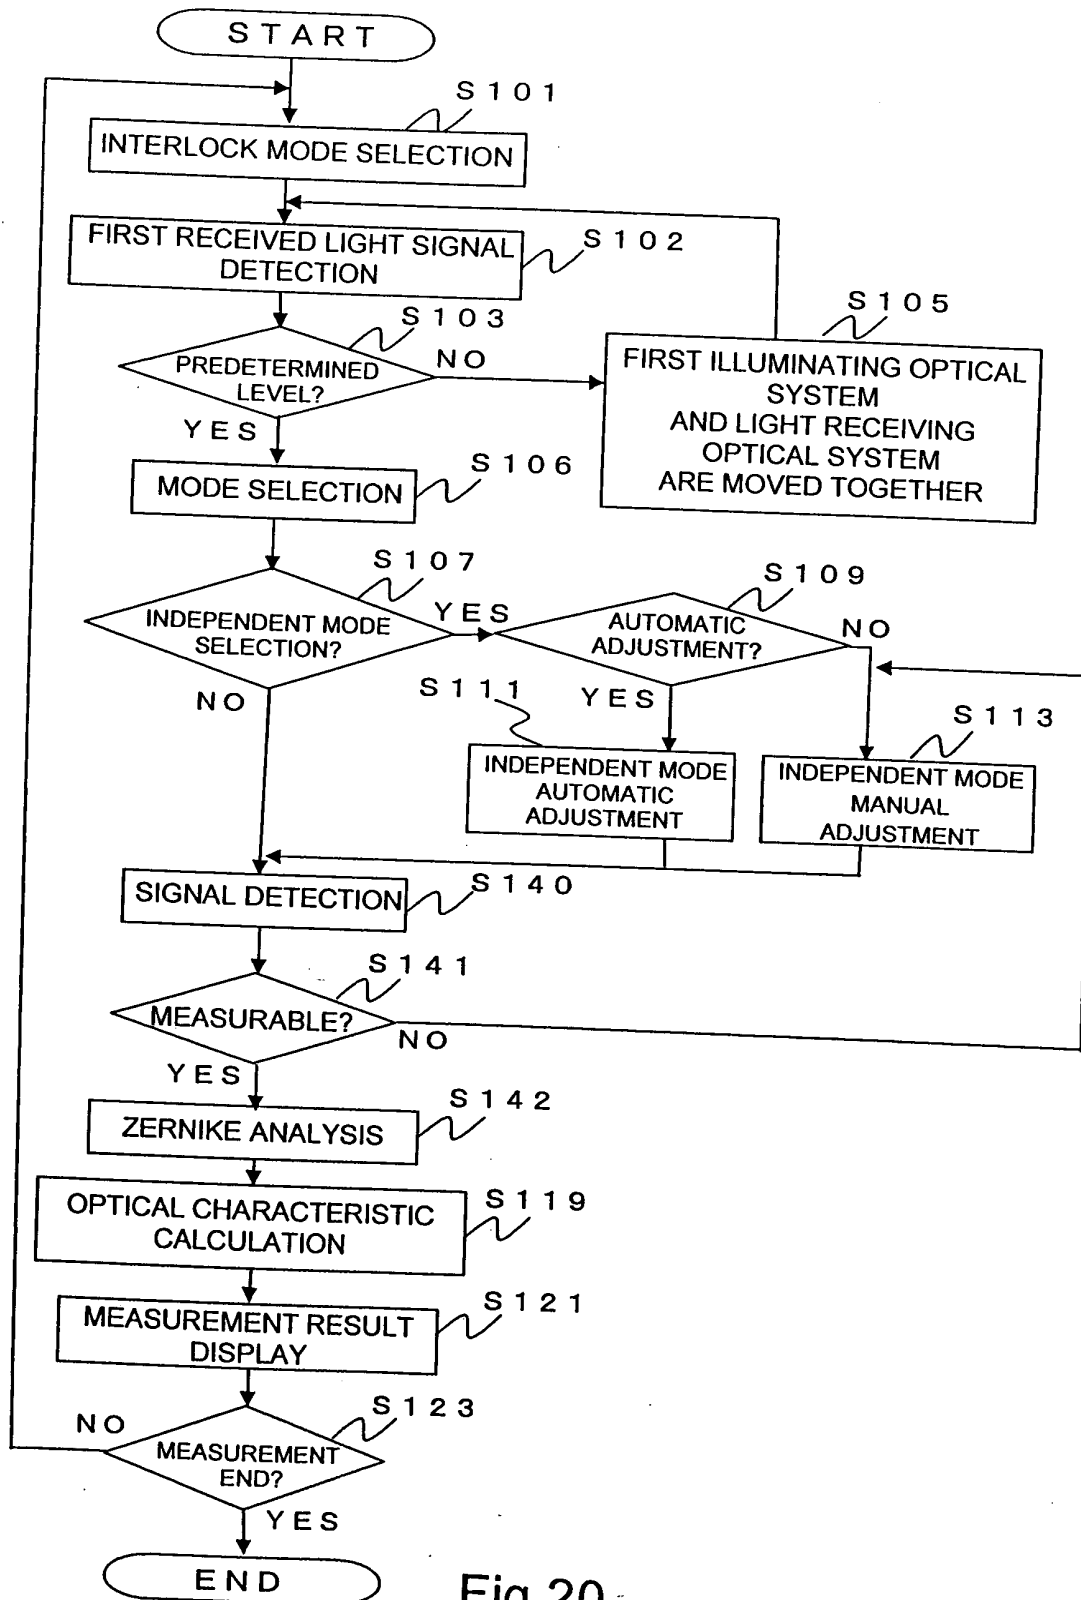 START
S101
INTERLOCK MODE SELECTION
FIRST RECEIVED LIGHT SIGNAL
DETECTION
S102
S103
PREDETERMINED
LEVEL?
NO
YES
S105
FIRST ILLUMINATING OPTICAL
SYSTEM
AND LIGHT RECEIVING
OPTICAL SYSTEM
ARE MOVED TOGETHER
S106
MODE SELECTION
S107
INDEPENDENT MODE
SELECTION?
YES
NO
S109
AUTOMATIC
ADJUSTMENT?
NO
YES
S111
INDEPENDENT MODE
AUTOMATIC
ADJUSTMENT
S113
INDEPENDENT MODE
MANUAL
ADJUSTMENT
SIGNAL DETECTION
S140
S141
MEASURABLE?
NO
YES
S142
ZERNIKE ANALYSIS
S119
OPTICAL CHARACTERISTIC
CALCULATION
S121
MEASUREMENT RESULT
DISPLAY
S123
NO
MEASUREMENT
END?
YES
END
Fig.20